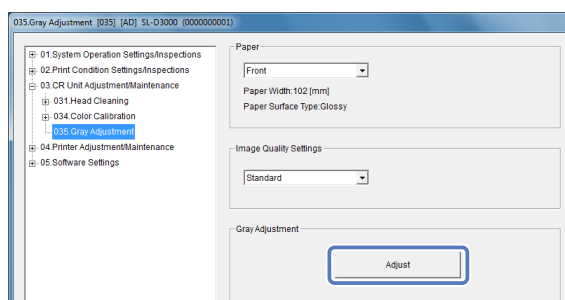 035.Gray Adjustment [035] [AD] SL-D3000 (0000000001)
01.System Operation Settings/Inspections
02.Print Condition Settings/Inspections
03.CR Unit Adjustment/Maintenance
031.Head Cleaning
034.Color Calibration
035.Gray Adjustment
04.Printer Adjustment/Maintenance
05.Software Settings
Paper
Front
Paper Width:102 [mm]
Paper Surface Type:Glossy
Image Quality Settings
Standard
Gray Adjustment
Adjust